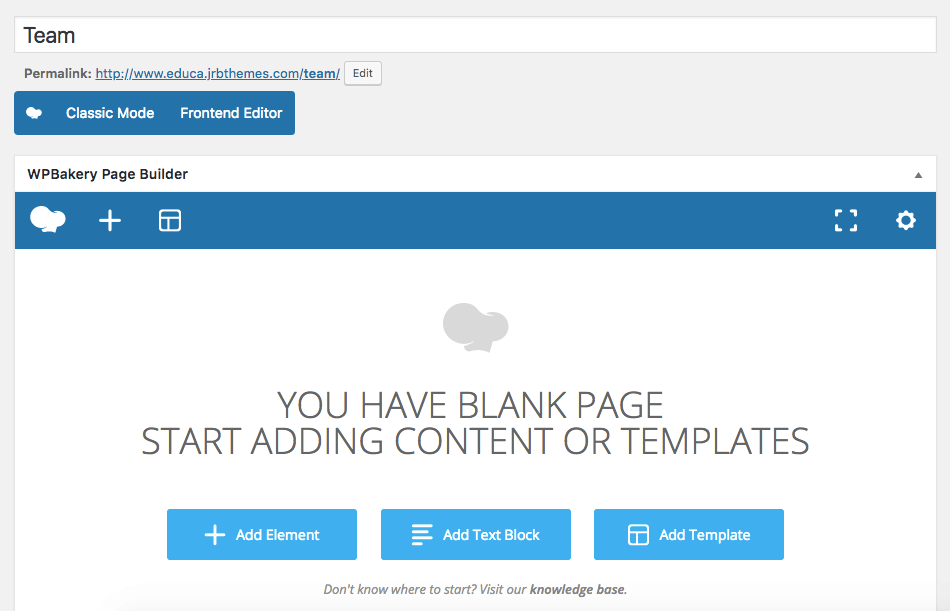 Team
Permalink: http://www.educa.jrbthemes.com/team/ Edit
Classic Mode Frontend Editor
WPBakery Page Builder
YOU HAVE BLANK PAGE
START ADDING CONTENT OR TEMPLATES
Add Element Add Text Block Add Template
Don't know where to start? Visit our knowledge base.